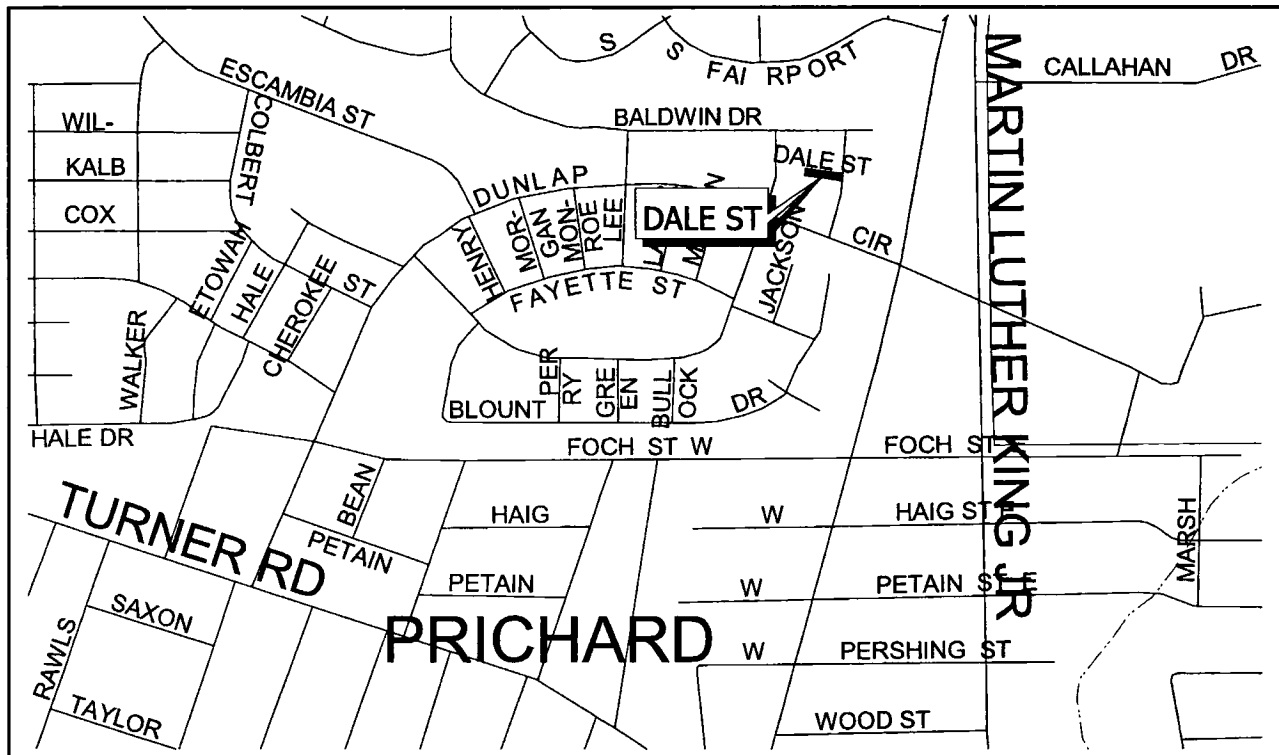 S
S
FAIRPORT
CALLAHAN DR
ESCAMBIA ST
WIL-
COLBERT
BALDWIN DR
KALB
DALE ST
DUNLAP
COX
HENRY
MOR-
GAN
MON-
ROE
LEE
DALE ST
JACKSON
CIR
ETOWAH
HALE
CHEROKEE
ST
FAYETTE ST
WALKER
PER
RY
GRE
EN
BULL
OCK
BLOUNT
DR
HALE DR
FOCH ST W
FOCH ST
MARTIN LUTHER KING JR
TURNER RD
BEAN
PETAIN
HAIG
W
HAIG ST E
MARSH
PETAIN
W
PETAIN ST E
SAXON
PRICHARD
W
PERSHING ST
RAWLS
TAYLOR
WOOD ST